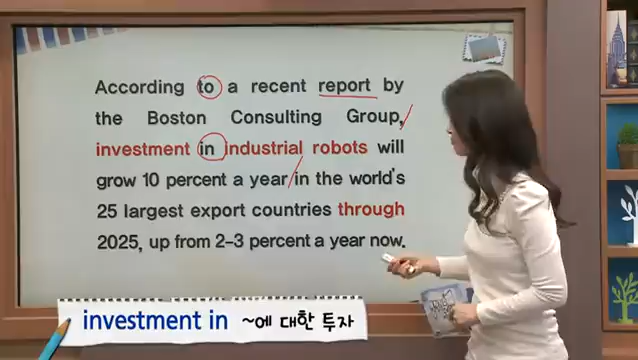 According to a recent report by
the Boston Consulting Group,
investment in industrial robots will
grow 10 percent a year in the world's
25 largest export countries through
2025, up from 2–3 percent a year now.
investment in ~에 대한 투자